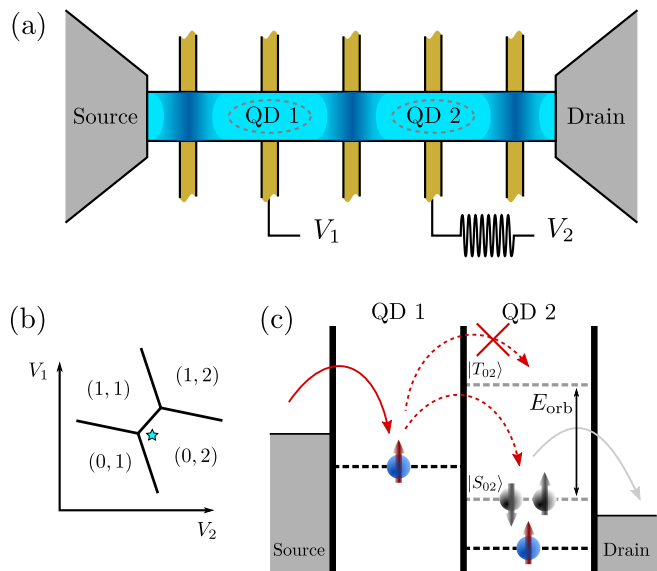 (a)
Source
QD 1
QD 2
Drain
V₁
V₂
(b)
V₁
(1, 1)
(1, 2)
(0, 1)
(0, 2)
V₂
(c)
QD 1
QD 2
|T₀₂⟩
E_orb
|S₀₂⟩
Source
Drain